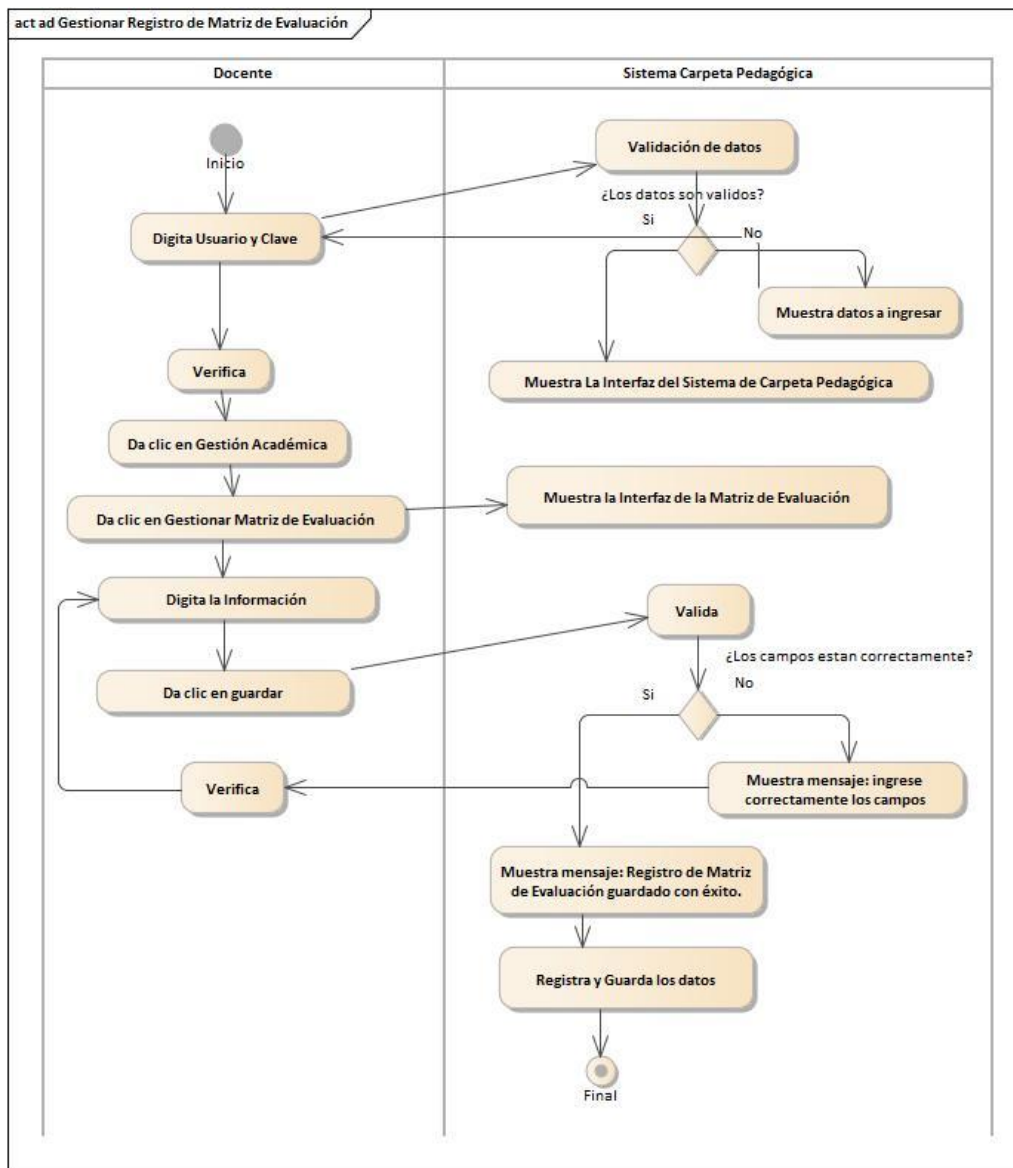 act ad Gestionar Registro de Matriz de Evaluación
Docente
Sistema Carpeta Pedagógica
Inicio
Validación de datos
¿Los datos son validos?
Si
No
Digita Usuario y Clave
Muestra datos a ingresar
Verifica
Muestra La Interfaz del Sistema de Carpeta Pedagógica
Da clic en Gestión Académica
Da clic en Gestionar Matriz de Evaluación
Muestra la Interfaz de la Matriz de Evaluación
Digita la Información
Valida
¿Los campos estan correctamente?
Si
No
Da clic en guardar
Verifica
Muestra mensaje: ingrese
correctamente los campos
Muestra mensaje: Registro de Matriz
de Evaluación guardado con éxito.
Registra y Guarda los datos
Final